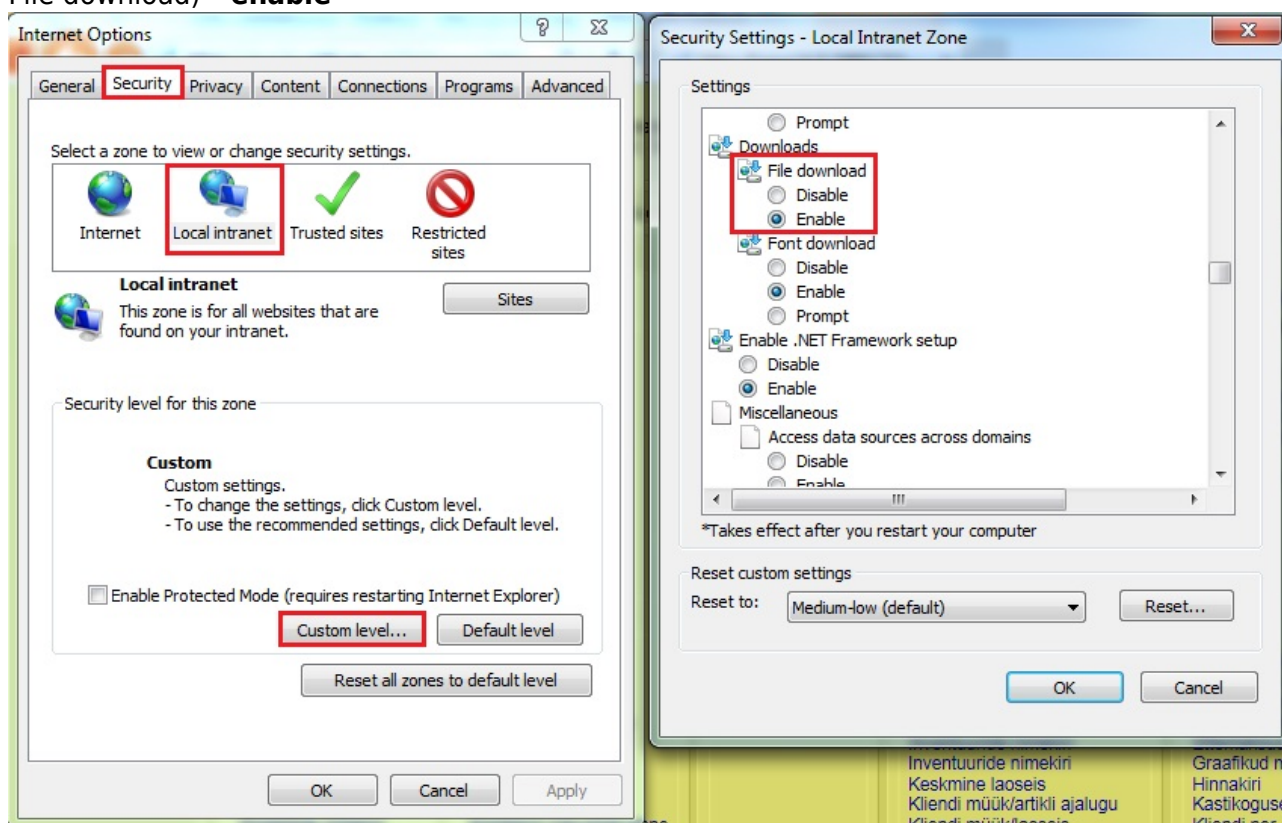 File download) - Enable
Internet Options
General Security Privacy Content Connections Programs Advanced
Select a zone to view or change security settings.
Internet
Local intranet
Trusted sites
Restricted
sites
Local intranet
This zone is for all websites that are
found on your intranet.
Sites
Security level for this zone
Custom
Custom settings.
- To change the settings, click Custom level.
- To use the recommended settings, click Default level.
Enable Protected Mode (requires restarting Internet Explorer)
Custom level... Default level
Reset all zones to default level
OK Cancel Apply
Security Settings - Local Intranet Zone
Settings
Prompt
Downloads
File download
Disable
Enable
Font download
Disable
Enable
Prompt
Enable .NET Framework setup
Disable
Enable
Miscellaneous
Access data sources across domains
Disable
Enable
*Takes effect after you restart your computer
Reset custom settings
Reset to: Medium-low (default) Reset...
OK Cancel
Inventuuride nimekiri
Keskmine laoseis
Kliendi müük/artikli ajalugu
Kliendi müük/laoseis
Graafikud
Hinnakiri
Kastikoguse
Kliendi